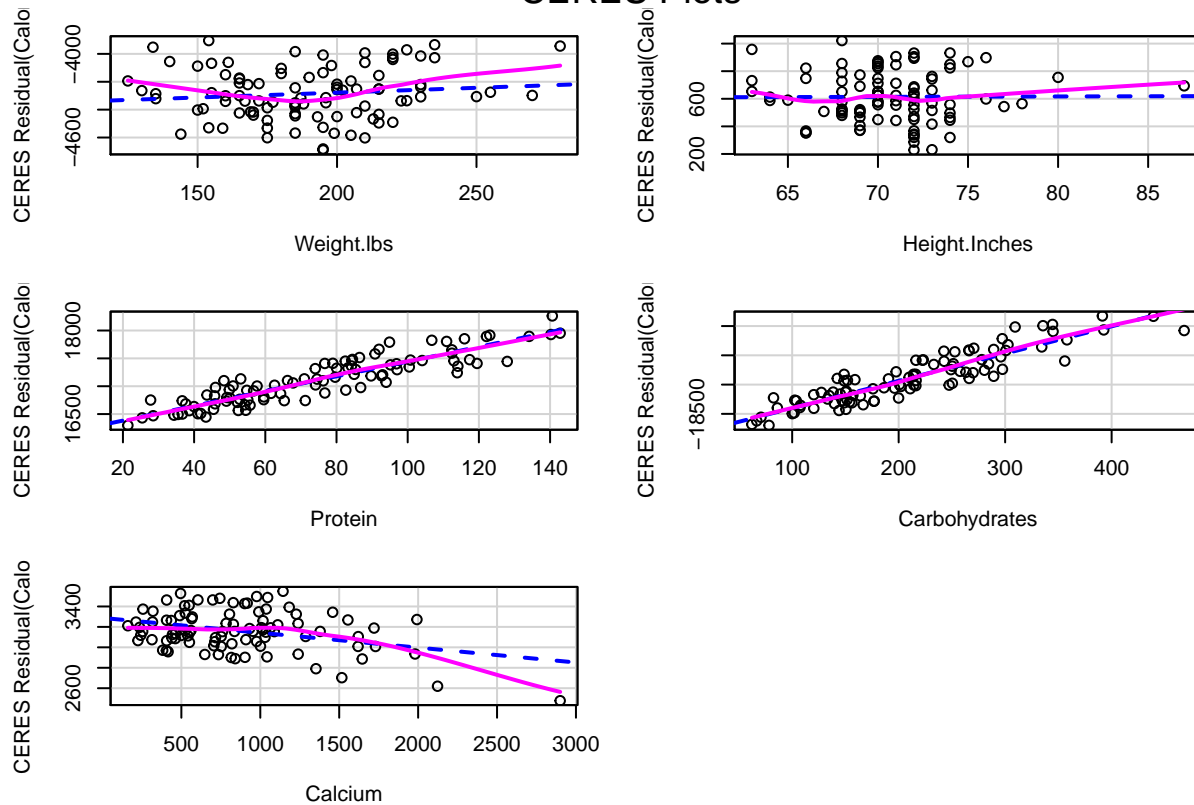 CERES Plots
CERES Residual(Calo
−4000
−4600
150 200 250
Weight.lbs
CERES Residual(Calo
600
200
65 70 75 80 85
Height.Inches
CERES Residual(Calo
18000
16500
20 40 60 80 100 120 140
Protein
CERES Residual(Calo
−18500
100 200 300 400
Carbohydrates
CERES Residual(Calo
3400
2600
500 1000 1500 2000 2500 3000
Calcium